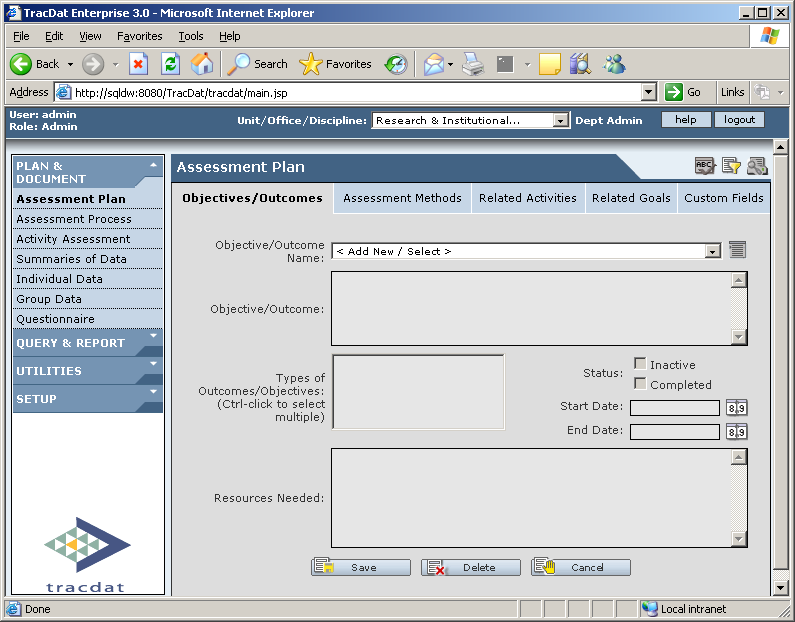 TracDat Enterprise 3.0 - Microsoft Internet Explorer
File Edit View Favorites Tools Help
Back Search Favorites
Address http://sqldw:8080/TracDat/tracdat/main.jsp Go Links
User: admin
Role: Admin
Unit/Office/Discipline: Research & Institutional... Dept Admin help logout
PLAN &
DOCUMENT
Assessment Plan
Assessment Process
Activity Assessment
Summaries of Data
Individual Data
Group Data
Questionnaire
QUERY & REPORT
UTILITIES
SETUP
tracdat
Assessment Plan
ABC
Objectives/Outcomes Assessment Methods Related Activities Related Goals Custom Fields
Objective/Outcome
Name:
< Add New / Select >
Objective/Outcome:
Types of
Outcomes/Objectives:
(Ctrl-click to select
multiple)
Status:
Inactive
Completed
Start Date: 8,9
End Date: 8,9
Resources Needed:
Save Delete Cancel
Done Local intranet